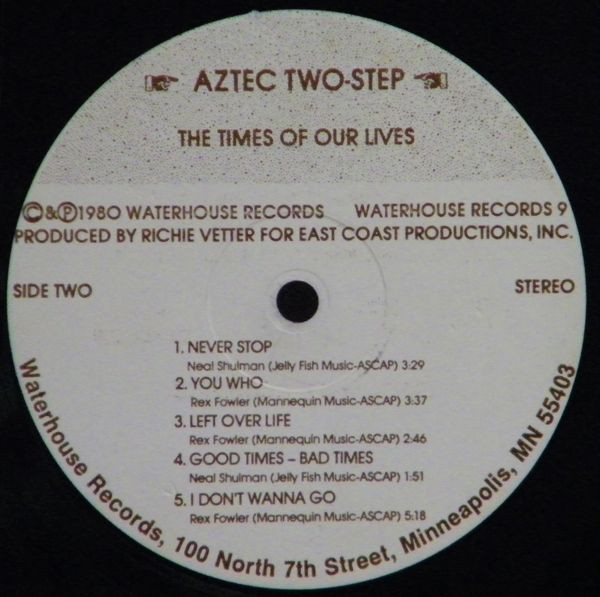 AZTEC TWO-STEP
THE TIMES OF OUR LIVES
©&℗1980 WATERHOUSE RECORDS WATERHOUSE RECORDS 9
PRODUCED BY RICHIE VETTER FOR EAST COAST PRODUCTIONS, INC.
SIDE TWO STEREO
1. NEVER STOP
Neal Shulman (Jelly Fish Music-ASCAP) 3:29
2. YOU WHO
Rex Fowler (Mannequin Music-ASCAP) 3:37
3. LEFT OVER LIFE
Rex Fowler (Mannequin Music-ASCAP) 2:46
4. GOOD TIMES – BAD TIMES
Neal Shulman (Jelly Fish Music-ASCAP) 1:51
5. I DON'T WANNA GO
Rex Fowler (Mannequin Music-ASCAP) 5:18
Waterhouse Records, 100 North 7th Street, Minneapolis, MN 55403